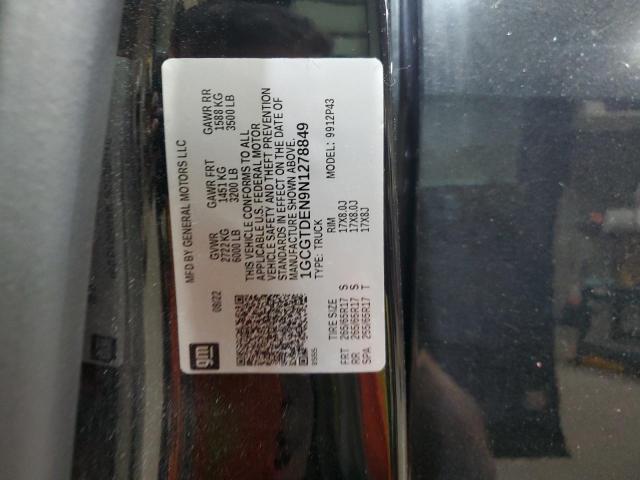 MFD BY GENERAL MOTORS LLC
08/22
GVWR GAWR FRT GAWR RR
2722 KG 1451 KG 1588 KG
6000 LB 3200 LB 3500 LB
THIS VEHICLE CONFORMS TO ALL
APPLICABLE U.S. FEDERAL MOTOR
VEHICLE SAFETY AND THEFT PREVENTION
STANDARDS IN EFFECT ON THE DATE OF
MANUFACTURE SHOWN ABOVE.
1GCGTDEN9N1278849
TYPE: TRUCK MODEL: 9912P43
gm
TIRE SIZE RIM
FRT 265/65R17 S 17X8.0J
RR 265/65R17 S 17X8.0J
SPA 255/65R17 T 17X8J